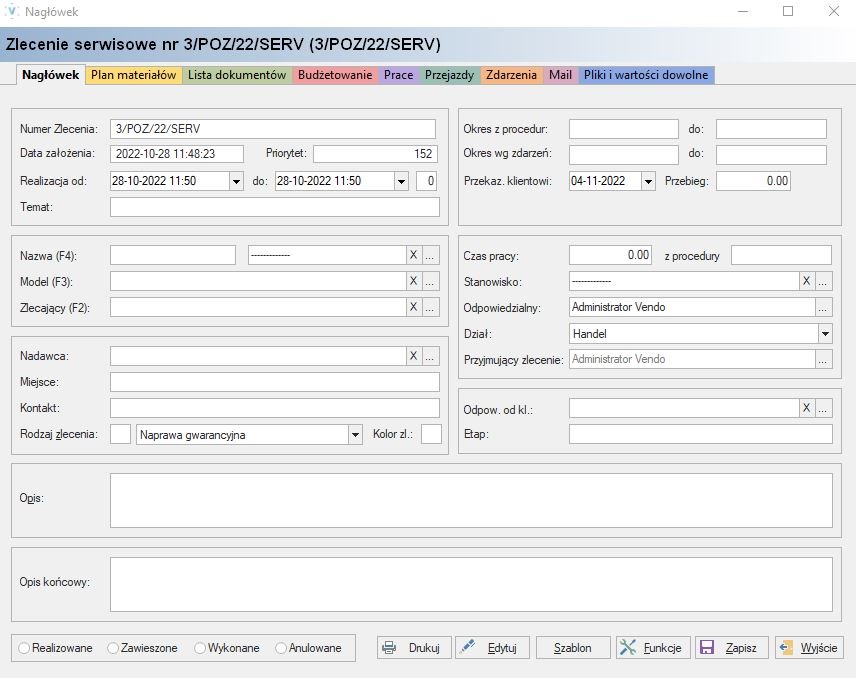 Nagłówek
Zlecenie serwisowe nr 3/POZ/22/SERV (3/POZ/22/SERV)
Nagłówek Plan materiałów Lista dokumentów Budżetowanie Prace Przejazdy Zdarzenia Mail Pliki i wartości dowolne
Numer Zlecenia: 3/POZ/22/SERV
Data założenia: 2022-10-28 11:48:23 Priorytet: 152
Realizacja od: 28-10-2022 11:50 do: 28-10-2022 11:50 0
Temat:
Okres z procedur: do:
Okres wg zdarzeń: do:
Przekaz. klientowi: 04-11-2022 Przebieg: 0.00
Nazwa (F4): ------------- X ...
Model (F3): X ...
Zlecający (F2): X ...
Czas pracy: 0.00 z procedury
Stanowisko: ------------- X ...
Odpowiedzialny: Administrator Vendo ...
Dział: Handel
Przyjmujący zlecenie: Administrator Vendo ...
Nadawca: X ...
Miejsce:
Kontakt:
Rodzaj zlecenia: Naprawa gwarancyjna Kolor zl.:
Odpow. od kl.: X ...
Etap:
Opis:
Opis końcowy:
Realizowane Zawieszone Wykonane Anulowane Drukuj Edytuj Szablon Funkcje Zapisz Wyjście